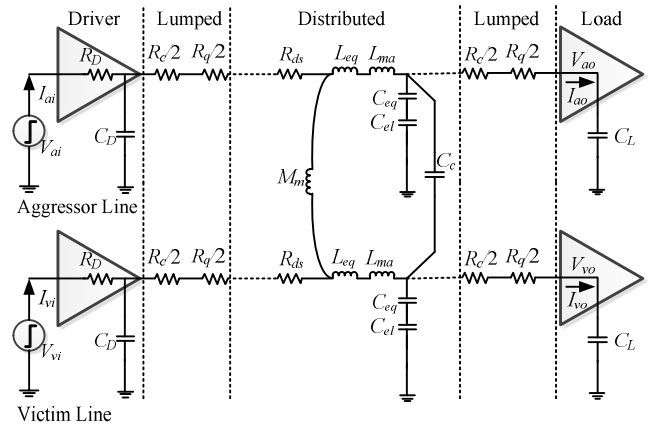 Driver Lumped Distributed Lumped Load
R_D R_c/2 R_q/2 R_ds L_eq L_ma R_c/2 R_q/2 V_ao
I_ai C_eq I_ao
V_ai C_D C_el C_c C_L
M_m
Aggressor Line
R_D R_c/2 R_q/2 R_ds L_eq L_ma R_c/2 R_q/2 V_vo
I_vi C_eq I_vo
V_vi C_D C_el C_L
Victim Line